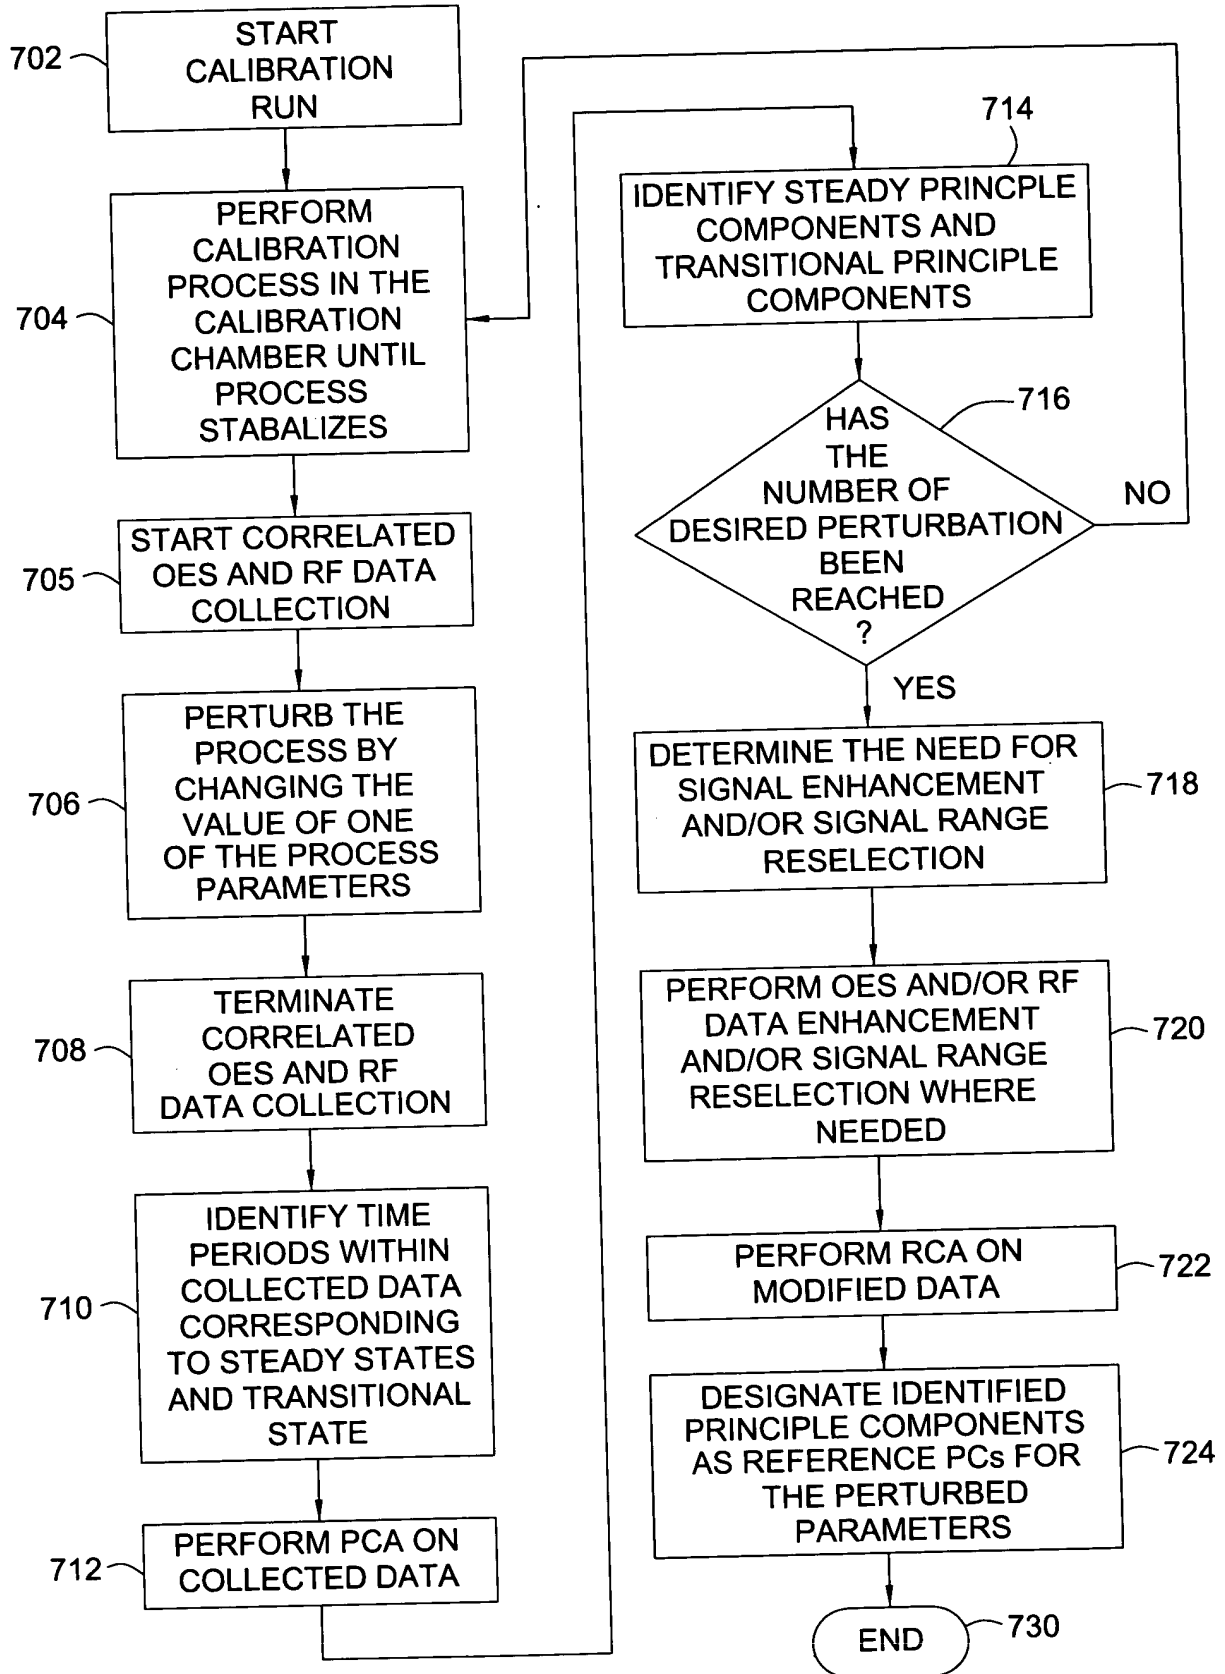 702
START
CALIBRATION
RUN
704
PERFORM
CALIBRATION
PROCESS IN THE
CALIBRATION
CHAMBER UNTIL
PROCESS
STABALIZES
705
START CORRELATED
OES AND RF DATA
COLLECTION
706
PERTURB THE
PROCESS BY
CHANGING THE
VALUE OF ONE
OF THE PROCESS
PARAMETERS
708
TERMINATE
CORRELATED
OES AND RF
DATA COLLECTION
710
IDENTIFY TIME
PERIODS WITHIN
COLLECTED DATA
CORRESPONDING
TO STEADY STATES
AND TRANSITIONAL
STATE
712
PERFORM PCA ON
COLLECTED DATA
714
IDENTIFY STEADY PRINCPLE
COMPONENTS AND
TRANSITIONAL PRINCIPLE
COMPONENTS
716
HAS
THE
NUMBER OF
DESIRED PERTURBATION
BEEN
REACHED
?
NO
YES
DETERMINE THE NEED FOR
SIGNAL ENHANCEMENT
AND/OR SIGNAL RANGE
RESELECTION
718
PERFORM OES AND/OR RF
DATA ENHANCEMENT
AND/OR SIGNAL RANGE
RESELECTION WHERE
NEEDED
720
PERFORM RCA ON
MODIFIED DATA
722
DESIGNATE IDENTIFIED
PRINCIPLE COMPONENTS
AS REFERENCE PCs FOR
THE PERTURBED
PARAMETERS
724
END
730